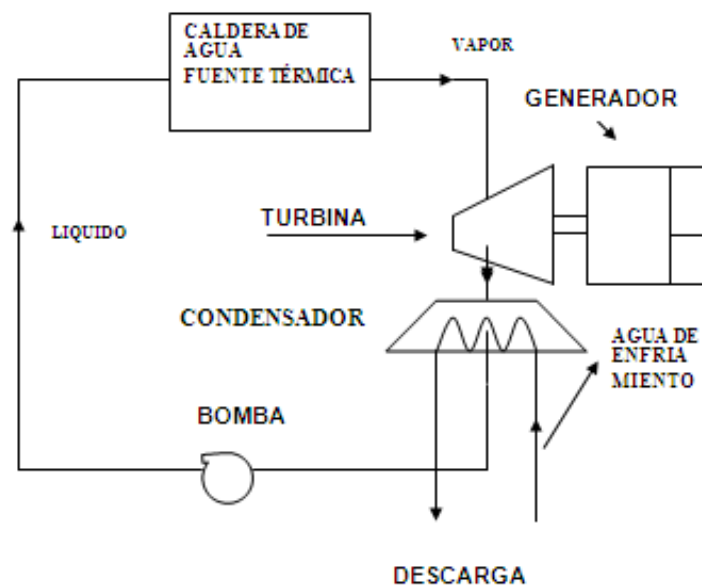 CALDERA DE
AGUA
FUENTE TÉRMICA
VAPOR
GENERADOR
TURBINA
LIQUIDO
CONDENSADOR
AGUA DE
ENFRIA
MIENTO
BOMBA
DESCARGA